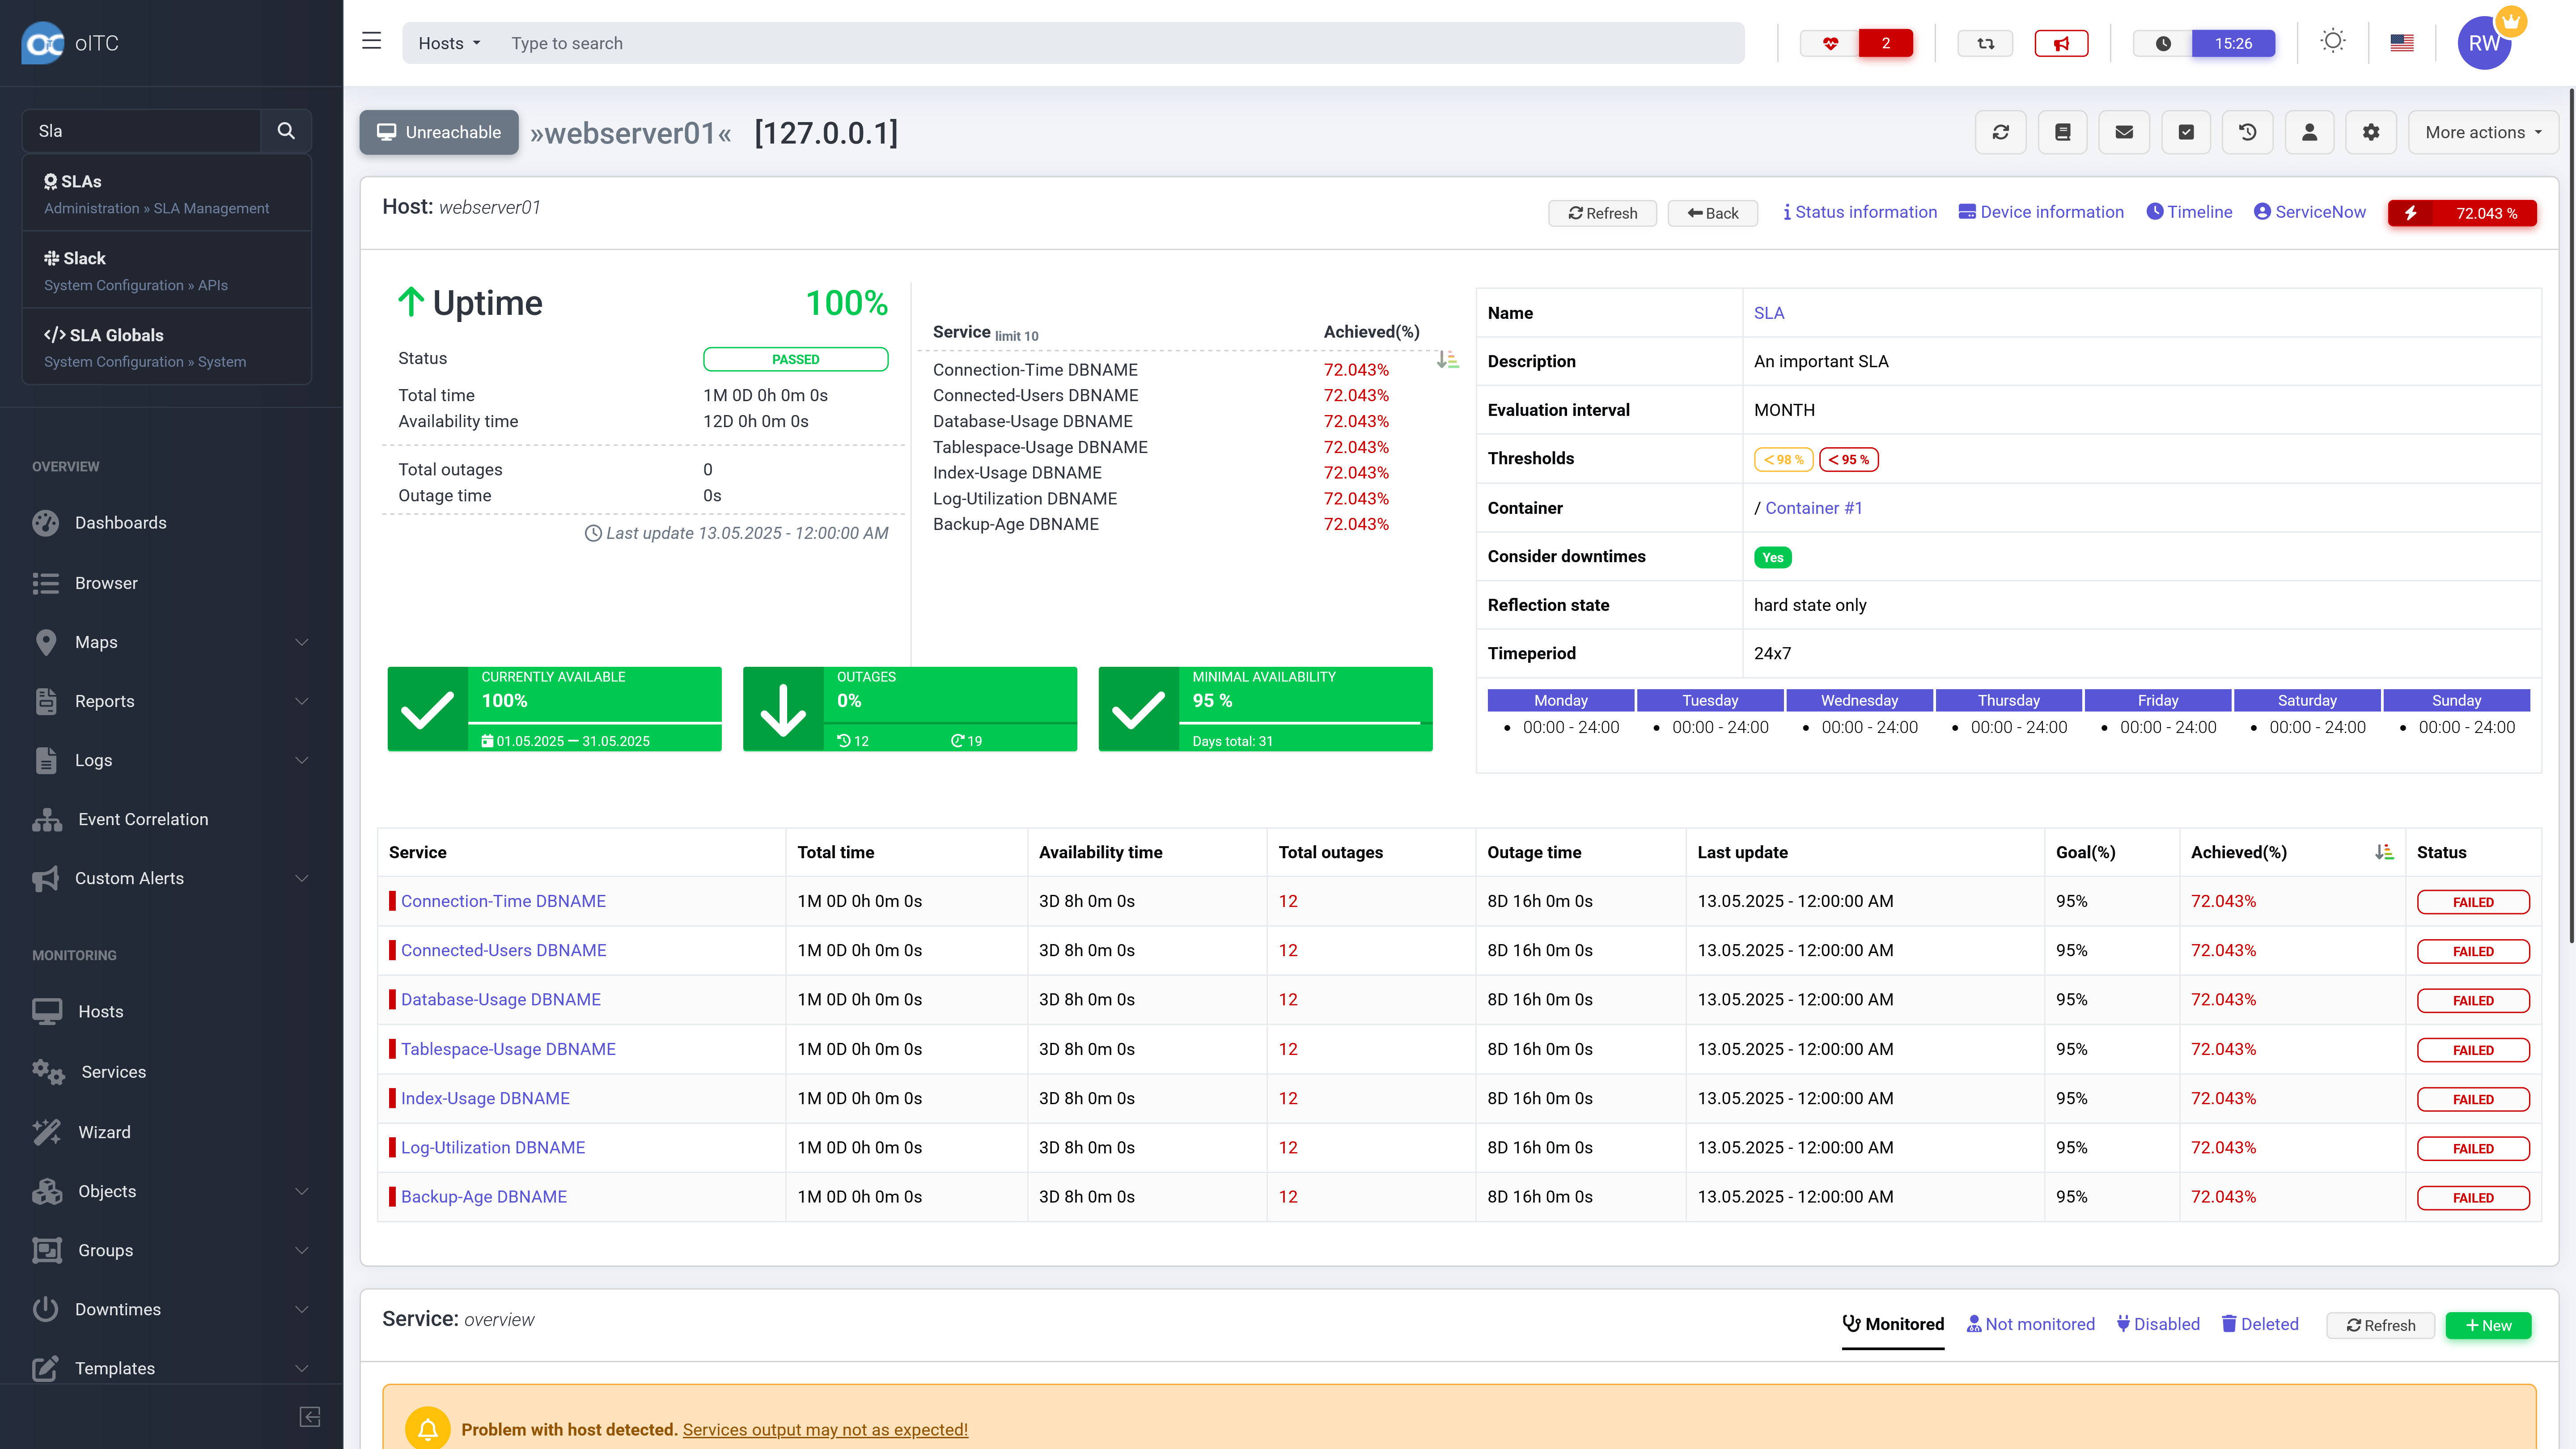 oITC
Hosts Type to search 2 15:26 RW
Sla
SLAs
Administration » SLA Management
Slack
System Configuration » APIs
SLA Globals
System Configuration » System
OVERVIEW
Dashboards
Browser
Maps
Reports
Logs
Event Correlation
Custom Alerts
MONITORING
Hosts
Services
Wizard
Objects
Groups
Downtimes
Templates
Unreachable »webserver01« [127.0.0.1] More actions
Host: webserver01 Refresh Back Status information Device information Timeline ServiceNow 72.043 %
Uptime 100%
Status PASSED
Total time 1M 0D 0h 0m 0s
Availability time 12D 0h 0m 0s
Total outages 0
Outage time 0s
Last update 13.05.2025 - 12:00:00 AM
Service limit 10 Achieved(%)
Connection-Time DBNAME 72.043%
Connected-Users DBNAME 72.043%
Database-Usage DBNAME 72.043%
Tablespace-Usage DBNAME 72.043%
Index-Usage DBNAME 72.043%
Log-Utilization DBNAME 72.043%
Backup-Age DBNAME 72.043%
CURRENTLY AVAILABLE
100%
01.05.2025 — 31.05.2025
OUTAGES
0%
12 19
MINIMAL AVAILABILITY
95 %
Days total: 31
Name SLA
Description An important SLA
Evaluation interval MONTH
Thresholds < 98 % < 95 %
Container / Container #1
Consider downtimes Yes
Reflection state hard state only
Timeperiod 24x7
Monday Tuesday Wednesday Thursday Friday Saturday Sunday
• 00:00 - 24:00 • 00:00 - 24:00 • 00:00 - 24:00 • 00:00 - 24:00 • 00:00 - 24:00 • 00:00 - 24:00 • 00:00 - 24:00
Service Total time Availability time Total outages Outage time Last update Goal(%) Achieved(%) Status
Connection-Time DBNAME 1M 0D 0h 0m 0s 3D 8h 0m 0s 12 8D 16h 0m 0s 13.05.2025 - 12:00:00 AM 95% 72.043% FAILED
Connected-Users DBNAME 1M 0D 0h 0m 0s 3D 8h 0m 0s 12 8D 16h 0m 0s 13.05.2025 - 12:00:00 AM 95% 72.043% FAILED
Database-Usage DBNAME 1M 0D 0h 0m 0s 3D 8h 0m 0s 12 8D 16h 0m 0s 13.05.2025 - 12:00:00 AM 95% 72.043% FAILED
Tablespace-Usage DBNAME 1M 0D 0h 0m 0s 3D 8h 0m 0s 12 8D 16h 0m 0s 13.05.2025 - 12:00:00 AM 95% 72.043% FAILED
Index-Usage DBNAME 1M 0D 0h 0m 0s 3D 8h 0m 0s 12 8D 16h 0m 0s 13.05.2025 - 12:00:00 AM 95% 72.043% FAILED
Log-Utilization DBNAME 1M 0D 0h 0m 0s 3D 8h 0m 0s 12 8D 16h 0m 0s 13.05.2025 - 12:00:00 AM 95% 72.043% FAILED
Backup-Age DBNAME 1M 0D 0h 0m 0s 3D 8h 0m 0s 12 8D 16h 0m 0s 13.05.2025 - 12:00:00 AM 95% 72.043% FAILED
Service: overview Monitored Not monitored Disabled Deleted Refresh + New
Problem with host detected. Services output may not as expected!